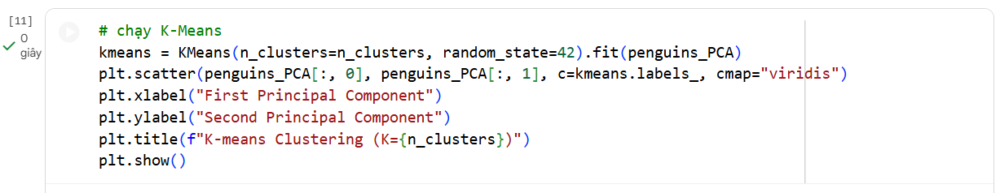 [11]
0
giây
# chạy K-Means
kmeans = KMeans(n_clusters=n_clusters, random_state=42).fit(penguins_PCA)
plt.scatter(penguins_PCA[:, 0], penguins_PCA[:, 1], c=kmeans.labels_, cmap="viridis")
plt.xlabel("First Principal Component")
plt.ylabel("Second Principal Component")
plt.title(f"K-means Clustering (K={n_clusters})")
plt.show()